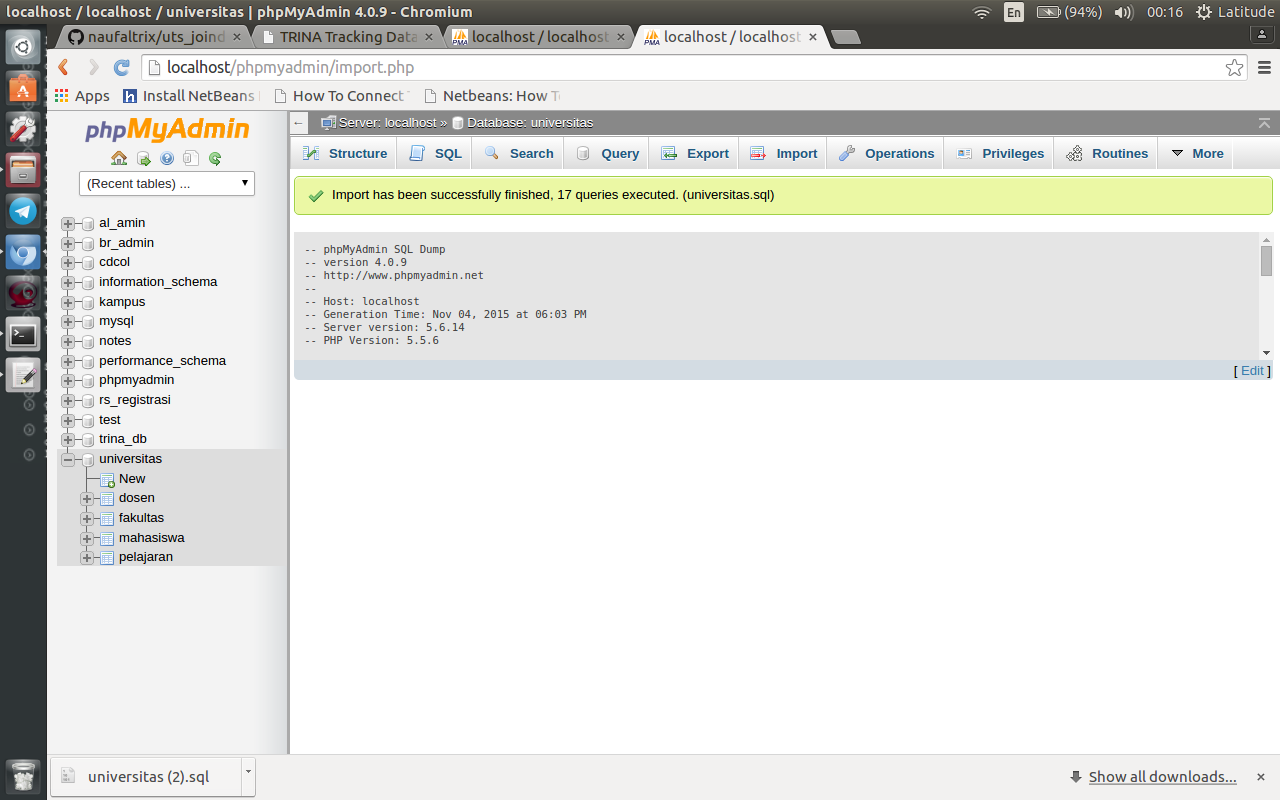 localhost / localhost / universitas | phpMyAdmin 4.0.9 - Chromium
En (94%) 00:16 Latitude
naufaltrix/uts_joind × TRINA Tracking Data × localhost / localhost × localhost / localhost ×
localhost/phpmyadmin/import.php
Apps Install NetBeans How To Connect Netbeans: How T
phpMyAdmin
(Recent tables) ...
al_amin
br_admin
cdcol
information_schema
kampus
mysql
notes
performance_schema
phpmyadmin
rs_registrasi
test
trina_db
universitas
New
dosen
fakultas
mahasiswa
pelajaran
Server: localhost » Database: universitas
Structure SQL Search Query Export Import Operations Privileges Routines More
Import has been successfully finished, 17 queries executed. (universitas.sql)
-- phpMyAdmin SQL Dump
-- version 4.0.9
-- http://www.phpmyadmin.net
--
-- Host: localhost
-- Generation Time: Nov 04, 2015 at 06:03 PM
-- Server version: 5.6.14
-- PHP Version: 5.5.6
[ Edit ]
universitas (2).sql
Show all downloads...